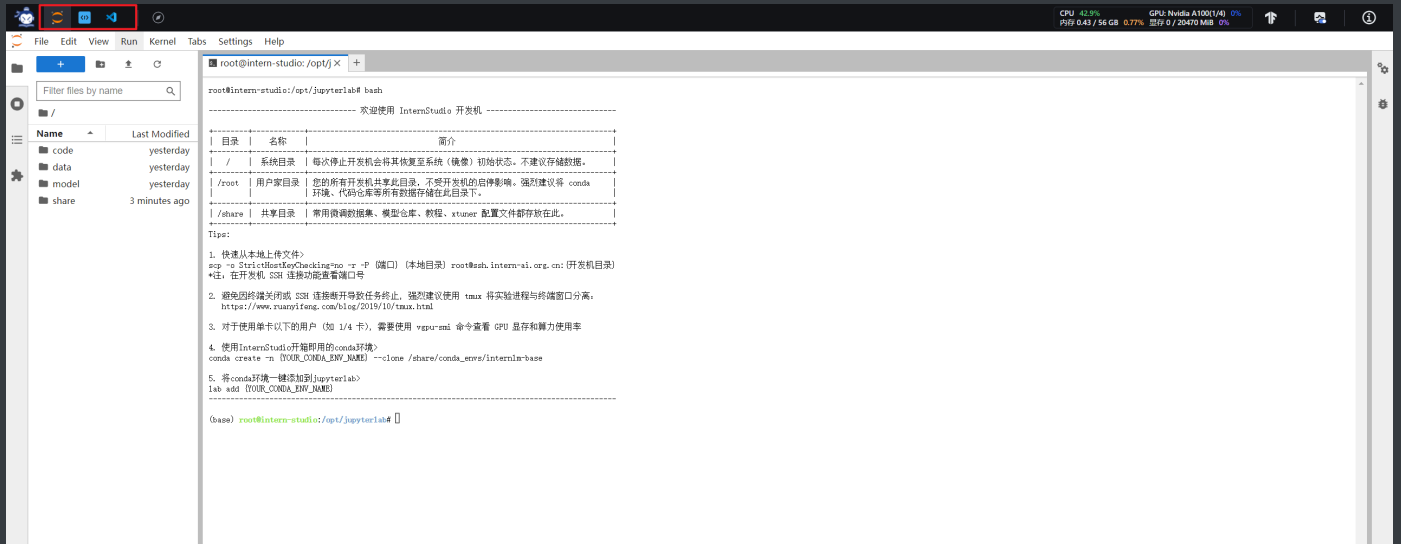 CPU 42.9% GPU: Nvidia A100(1/4) 0%
内存 0.43 / 56 GB 0.77% 显存 0 / 20470 MiB 0%
File Edit View Run Kernel Tabs Settings Help
+
root@intern-studio: /opt/j × +
Filter files by name
/
Name Last Modified
code yesterday
data yesterday
model yesterday
share 3 minutes ago
root@intern-studio:/opt/jupyterlab# bash
欢迎使用 InternStudio 开发机
| 目录 | 名称 | 简介 |
| / | 系统目录 | 每次停止开发机会将其恢复至系统（镜像）初始状态。不建议存储数据。 |
| /root | 用户家目录 | 您的所有开发机共享此目录，不受开发机的启停影响。强烈建议将 conda |
| | | 环境、代码仓库等所有数据存储在此目录下。 |
| /share | 共享目录 | 常用微调数据集、模型仓库、教程、xtuner 配置文件都存放在此。 |
Tips:
1. 快速从本地上传文件>
scp -o StrictHostKeyChecking=no -r -P {端口} {本地目录} root@ssh.intern-ai.org.cn:{开发机目录}
*注：在开发机 SSH 连接功能查看端口号
2. 避免因终端关闭或 SSH 连接断开导致任务终止，强烈建议使用 tmux 将实验进程与终端窗口分离：
https://www.ruanyifeng.com/blog/2019/10/tmux.html
3. 对于使用单卡以下的用户 (如 1/4 卡), 需要使用 vgpu-smi 命令查看 GPU 显存和算力使用率
4. 使用InternStudio开箱即用的conda环境>
conda create -n {YOUR_CONDA_ENV_NAME} --clone /share/conda_envs/internlm-base
5. 将conda环境一键添加到jupyterlab>
lab add {YOUR_CONDA_ENV_NAME}
(base) root@intern-studio:/opt/jupyterlab#